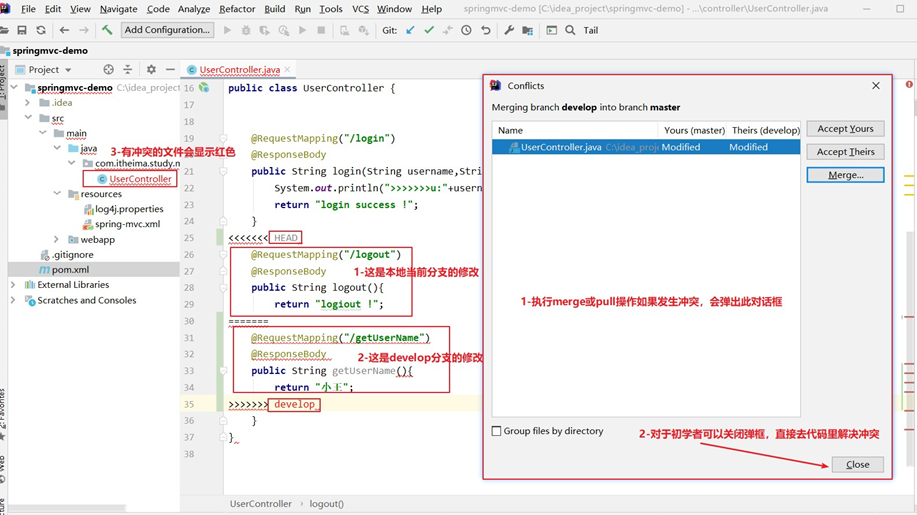 File Edit View Navigate Code Analyze Refactor Build Run Tools VCS Window Help springmvc-demo [C:\idea_project\springmvc-demo] - ...\controller\UserController.java
Add Configuration... Git: Tail
springmvc-demo
Project
springmvc-demo C:\idea_project
.idea
src
main
java
3-有冲突的文件会显示红色
com.itheima.study.m
UserController
resources
log4j.properties
spring-mvc.xml
webapp
.gitignore
pom.xml
External Libraries
Scratches and Consoles
UserController.java
16 public class UserController {
17
18
19 @RequestMapping("/login")
20 @ResponseBody
21 public String login(String username,Stri
22 System.out.println(">>>>>>>u:"+usern
23 return "login success !";
24 }
25 <<<<<<< HEAD
26 @RequestMapping("/logout")
27 @ResponseBody
1-这是本地当前分支的修改
28 public String logout(){
29 return "logiout !";
30 =======
31 @RequestMapping("/getUserName")
32 @ResponseBody
2-这是develop分支的修改
33 public String getUserName(){
34 return "小王";
35 >>>>>>> develop
36 }
37 }
38
UserController › logout()
Conflicts
Merging branch develop into branch master
Name Yours (master) Theirs (develop)
UserController.java C:\idea_proje Modified Modified
Accept Yours
Accept Theirs
Merge...
1-执行merge或pull操作如果发生冲突，会弹出此对话框
Group files by directory
2-对于初学者可以关闭弹框，直接去代码里解决冲突
Close
1: Project
2: Favorites
Web